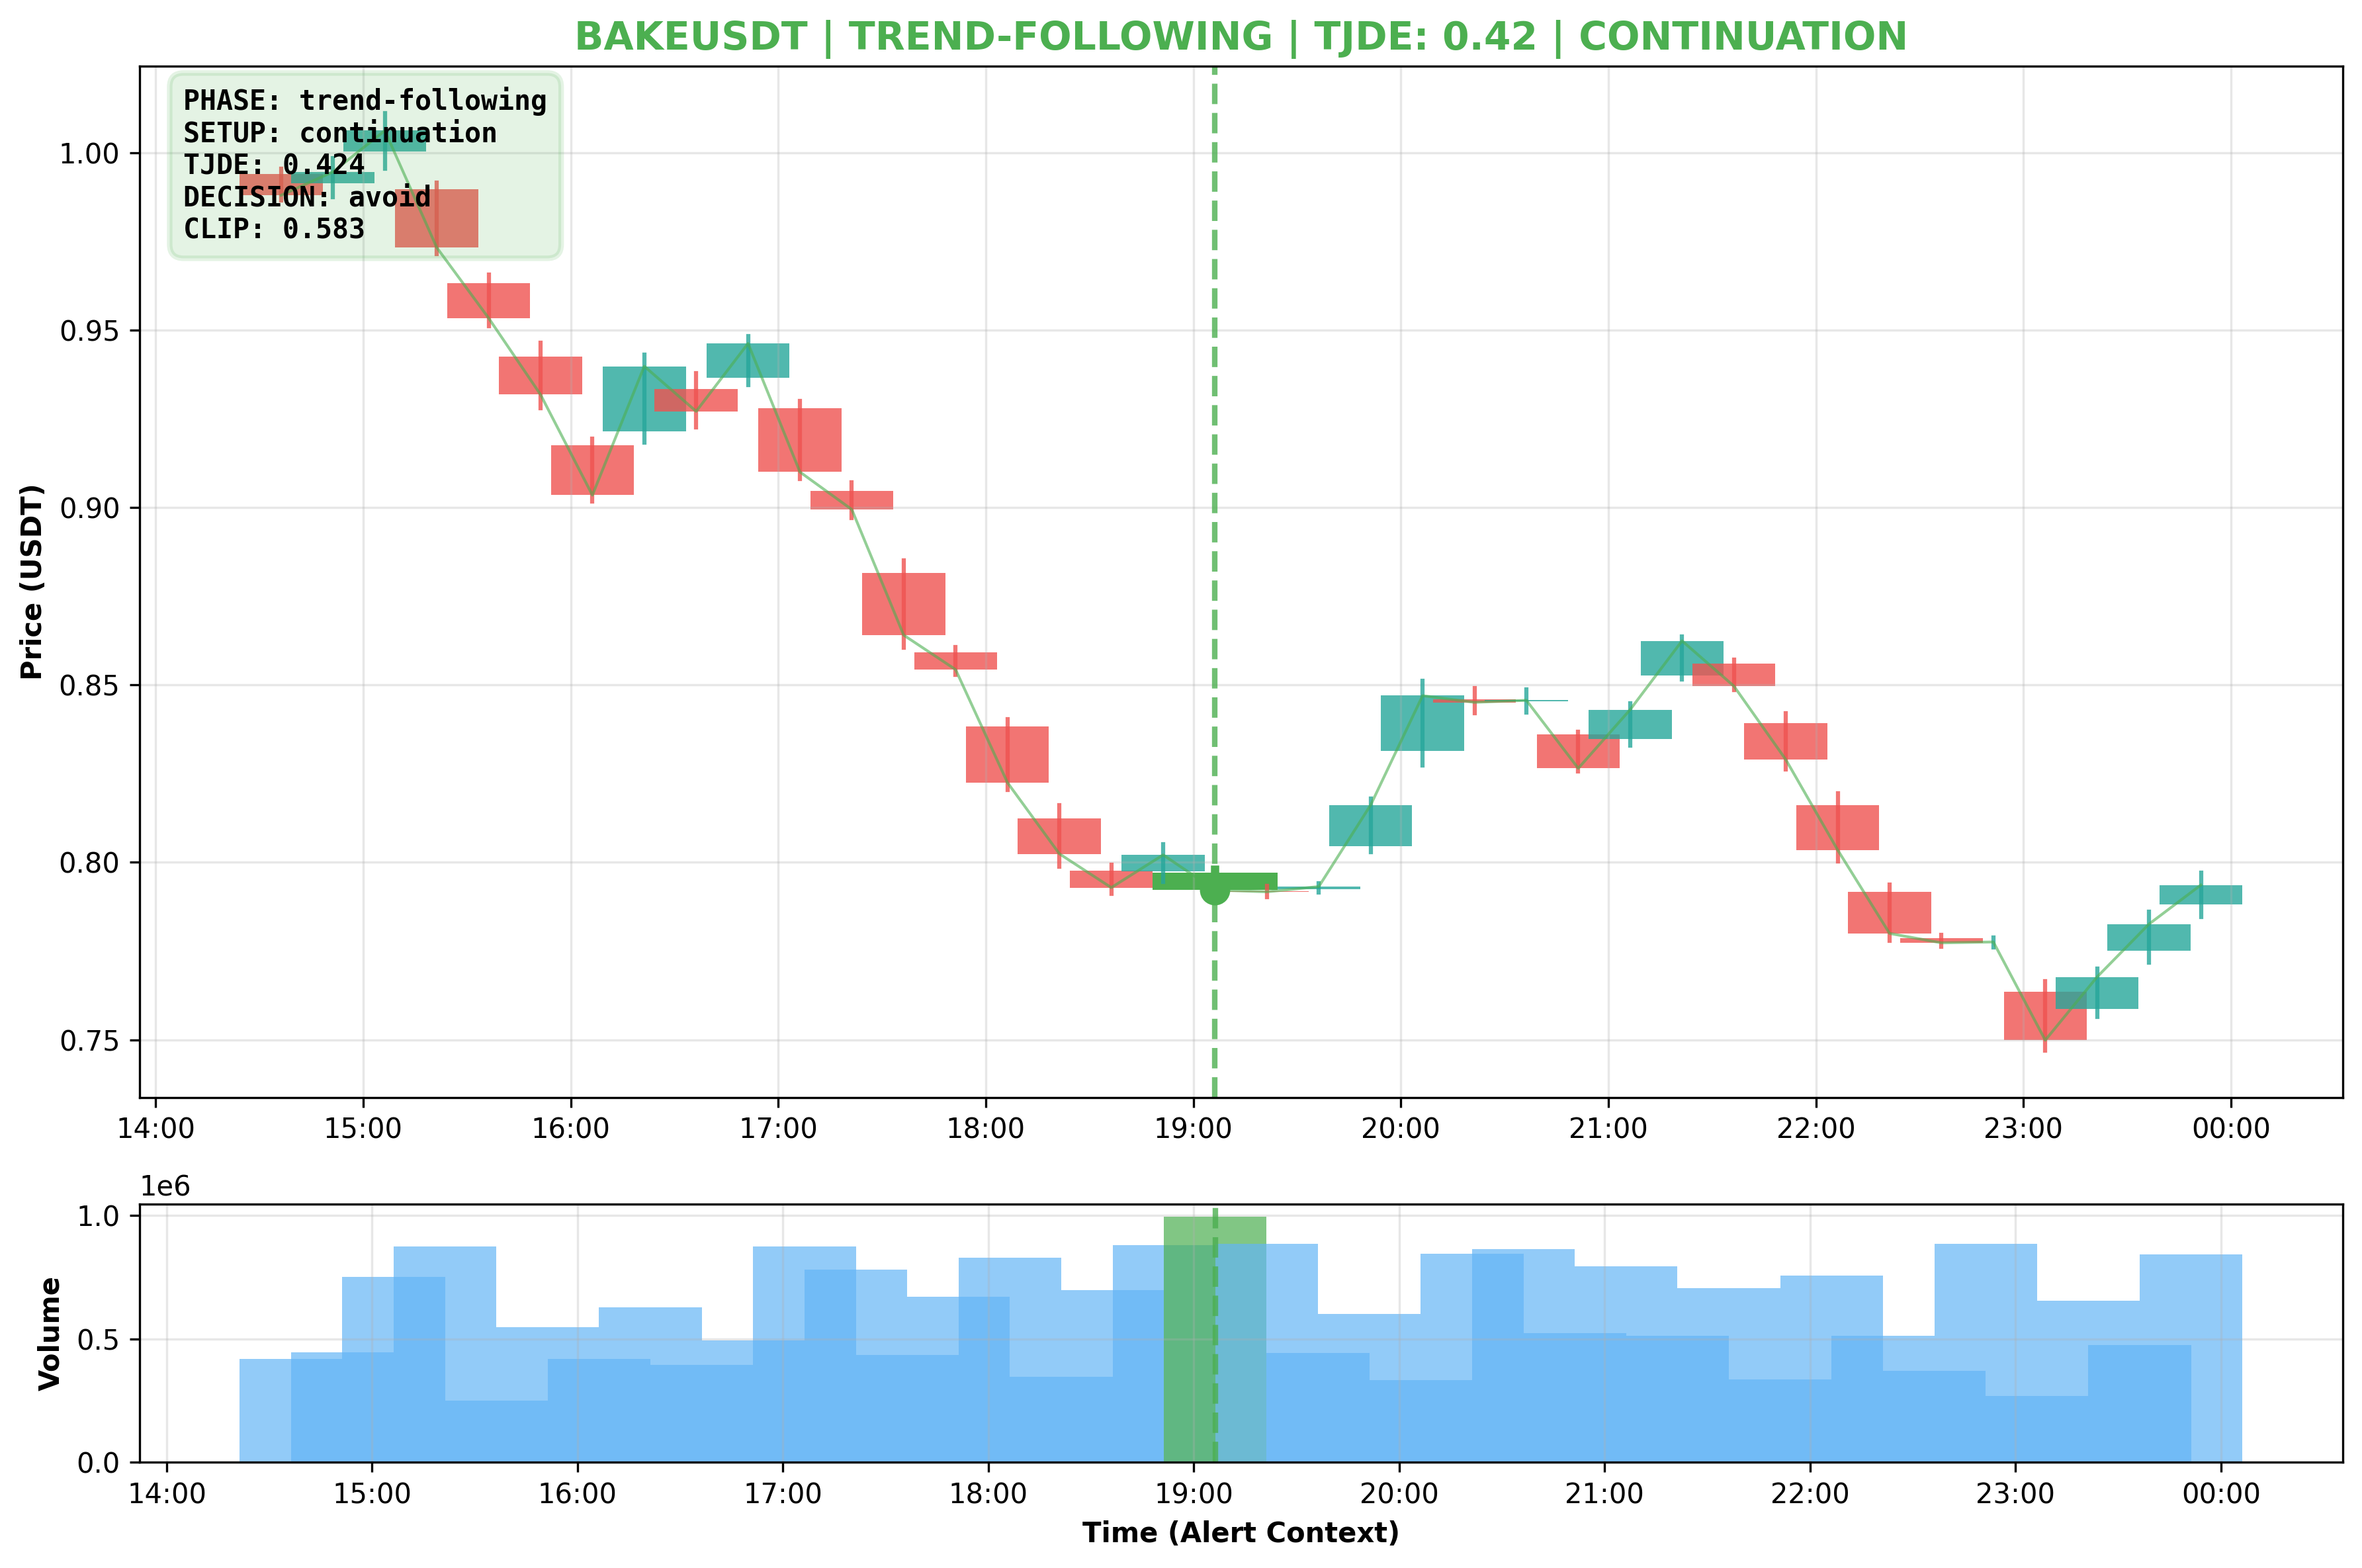 BAKEUSDT | TREND-FOLLOWING | TJDE: 0.42 | CONTINUATION
PHASE: trend-following
SETUP: continuation
TJDE: 0.424
DECISION: avoid
CLIP: 0.583
Price (USDT)
1.00
0.95
0.90
0.85
0.80
0.75
14:00 15:00 16:00 17:00 18:00 19:00 20:00 21:00 22:00 23:00 00:00
1e6
Volume
1.0
0.5
0.0
14:00 15:00 16:00 17:00 18:00 19:00 20:00 21:00 22:00 23:00 00:00
Time (Alert Context)